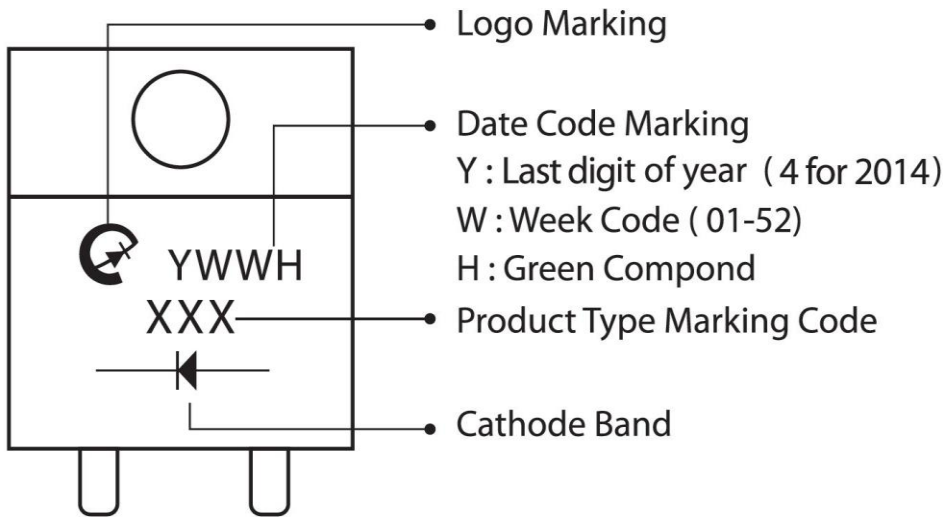 Logo Marking
Date Code Marking
Y : Last digit of year ( 4 for 2014)
W : Week Code ( 01-52)
H : Green Compond
YWWH
XXX
Product Type Marking Code
Cathode Band